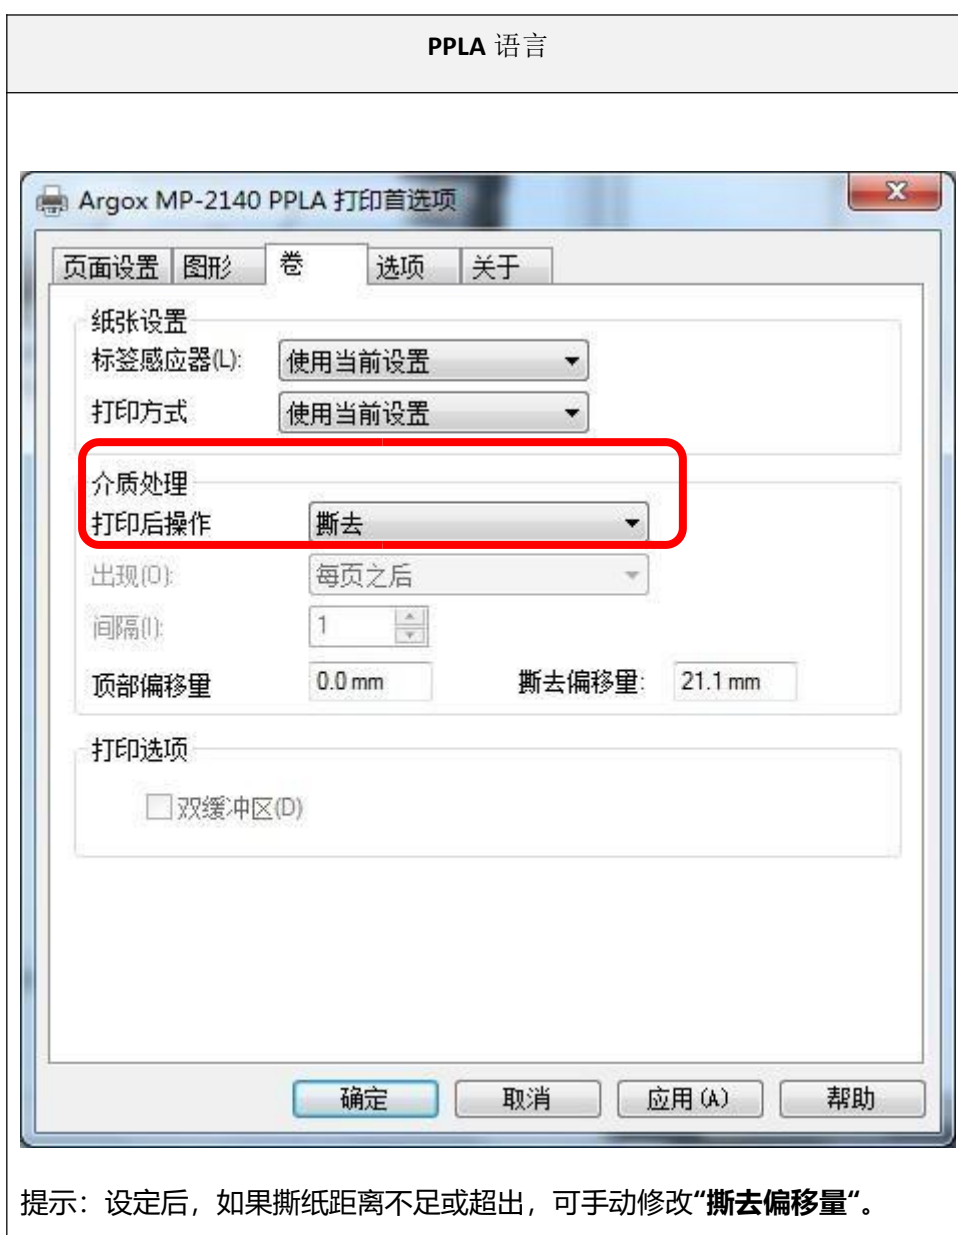 PPLA 语言
Argox MP-2140 PPLA 打印首选项
页面设置 图形 卷 选项 关于
纸张设置
标签感应器(L): 使用当前设置
打印方式 使用当前设置
介质处理
打印后操作 撕去
出现(O): 每页之后
间隔(I): 1
顶部偏移量 0.0 mm 撕去偏移量: 21.1 mm
打印选项
双缓冲区(D)
确定 取消 应用(A) 帮助
提示：设定后，如果撕纸距离不足或超出，可手动修改“撕去偏移量“。